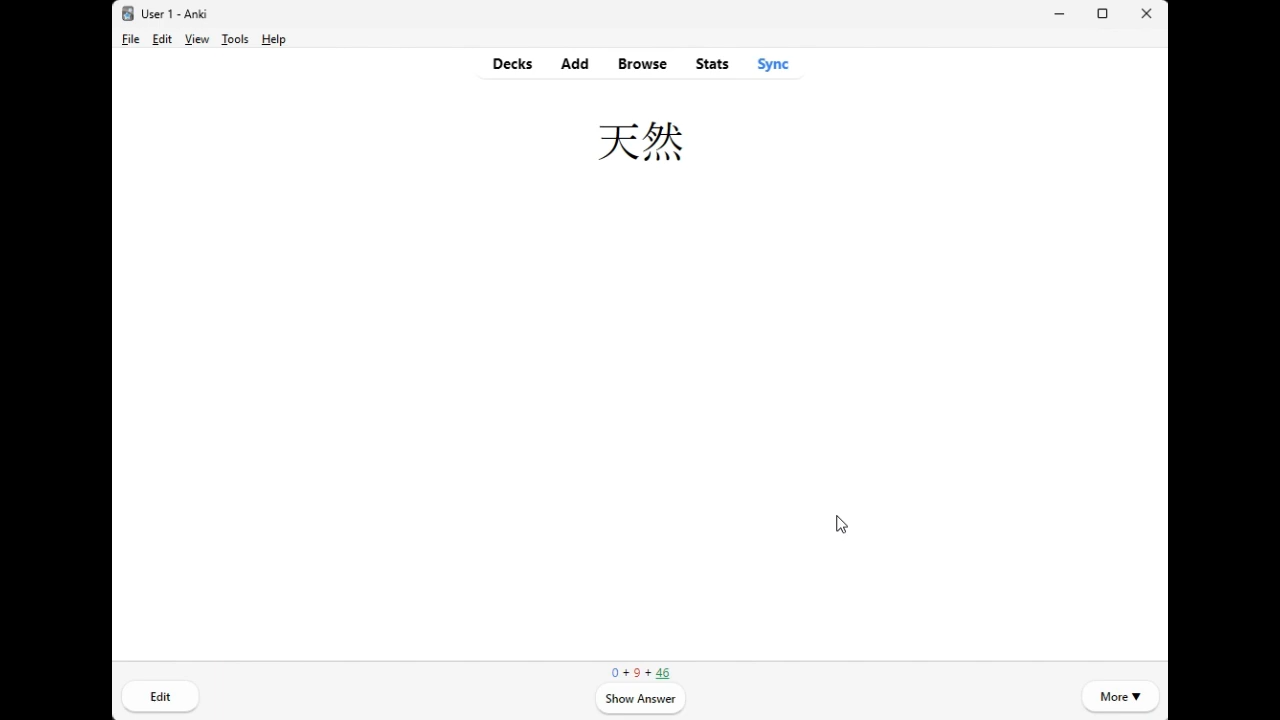 User 1 - Anki
File Edit View Tools Help
Decks Add Browse Stats Sync
天然
0 + 9 + 46
Edit Show Answer More ▼